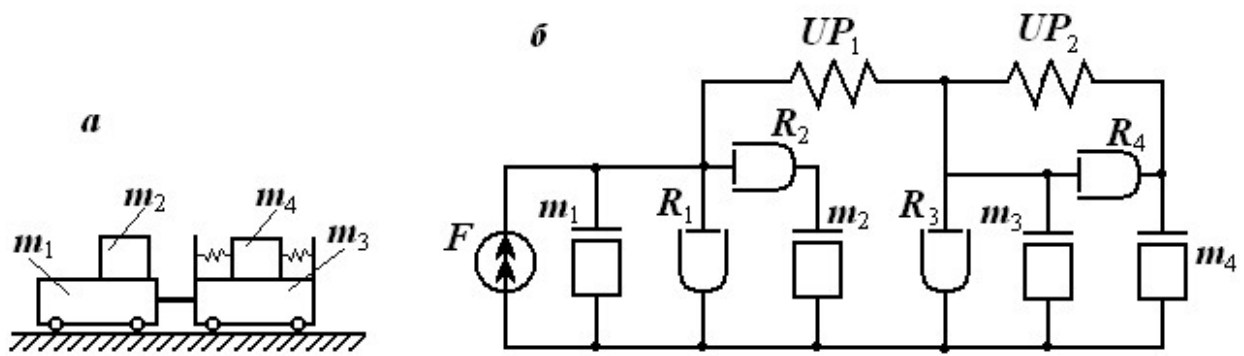 а
m₂
m₄
m₁
m₃
б
UP₁
UP₂
R₂
R₄
m₁
R₁
m₂
R₃
m₃
F
m₄